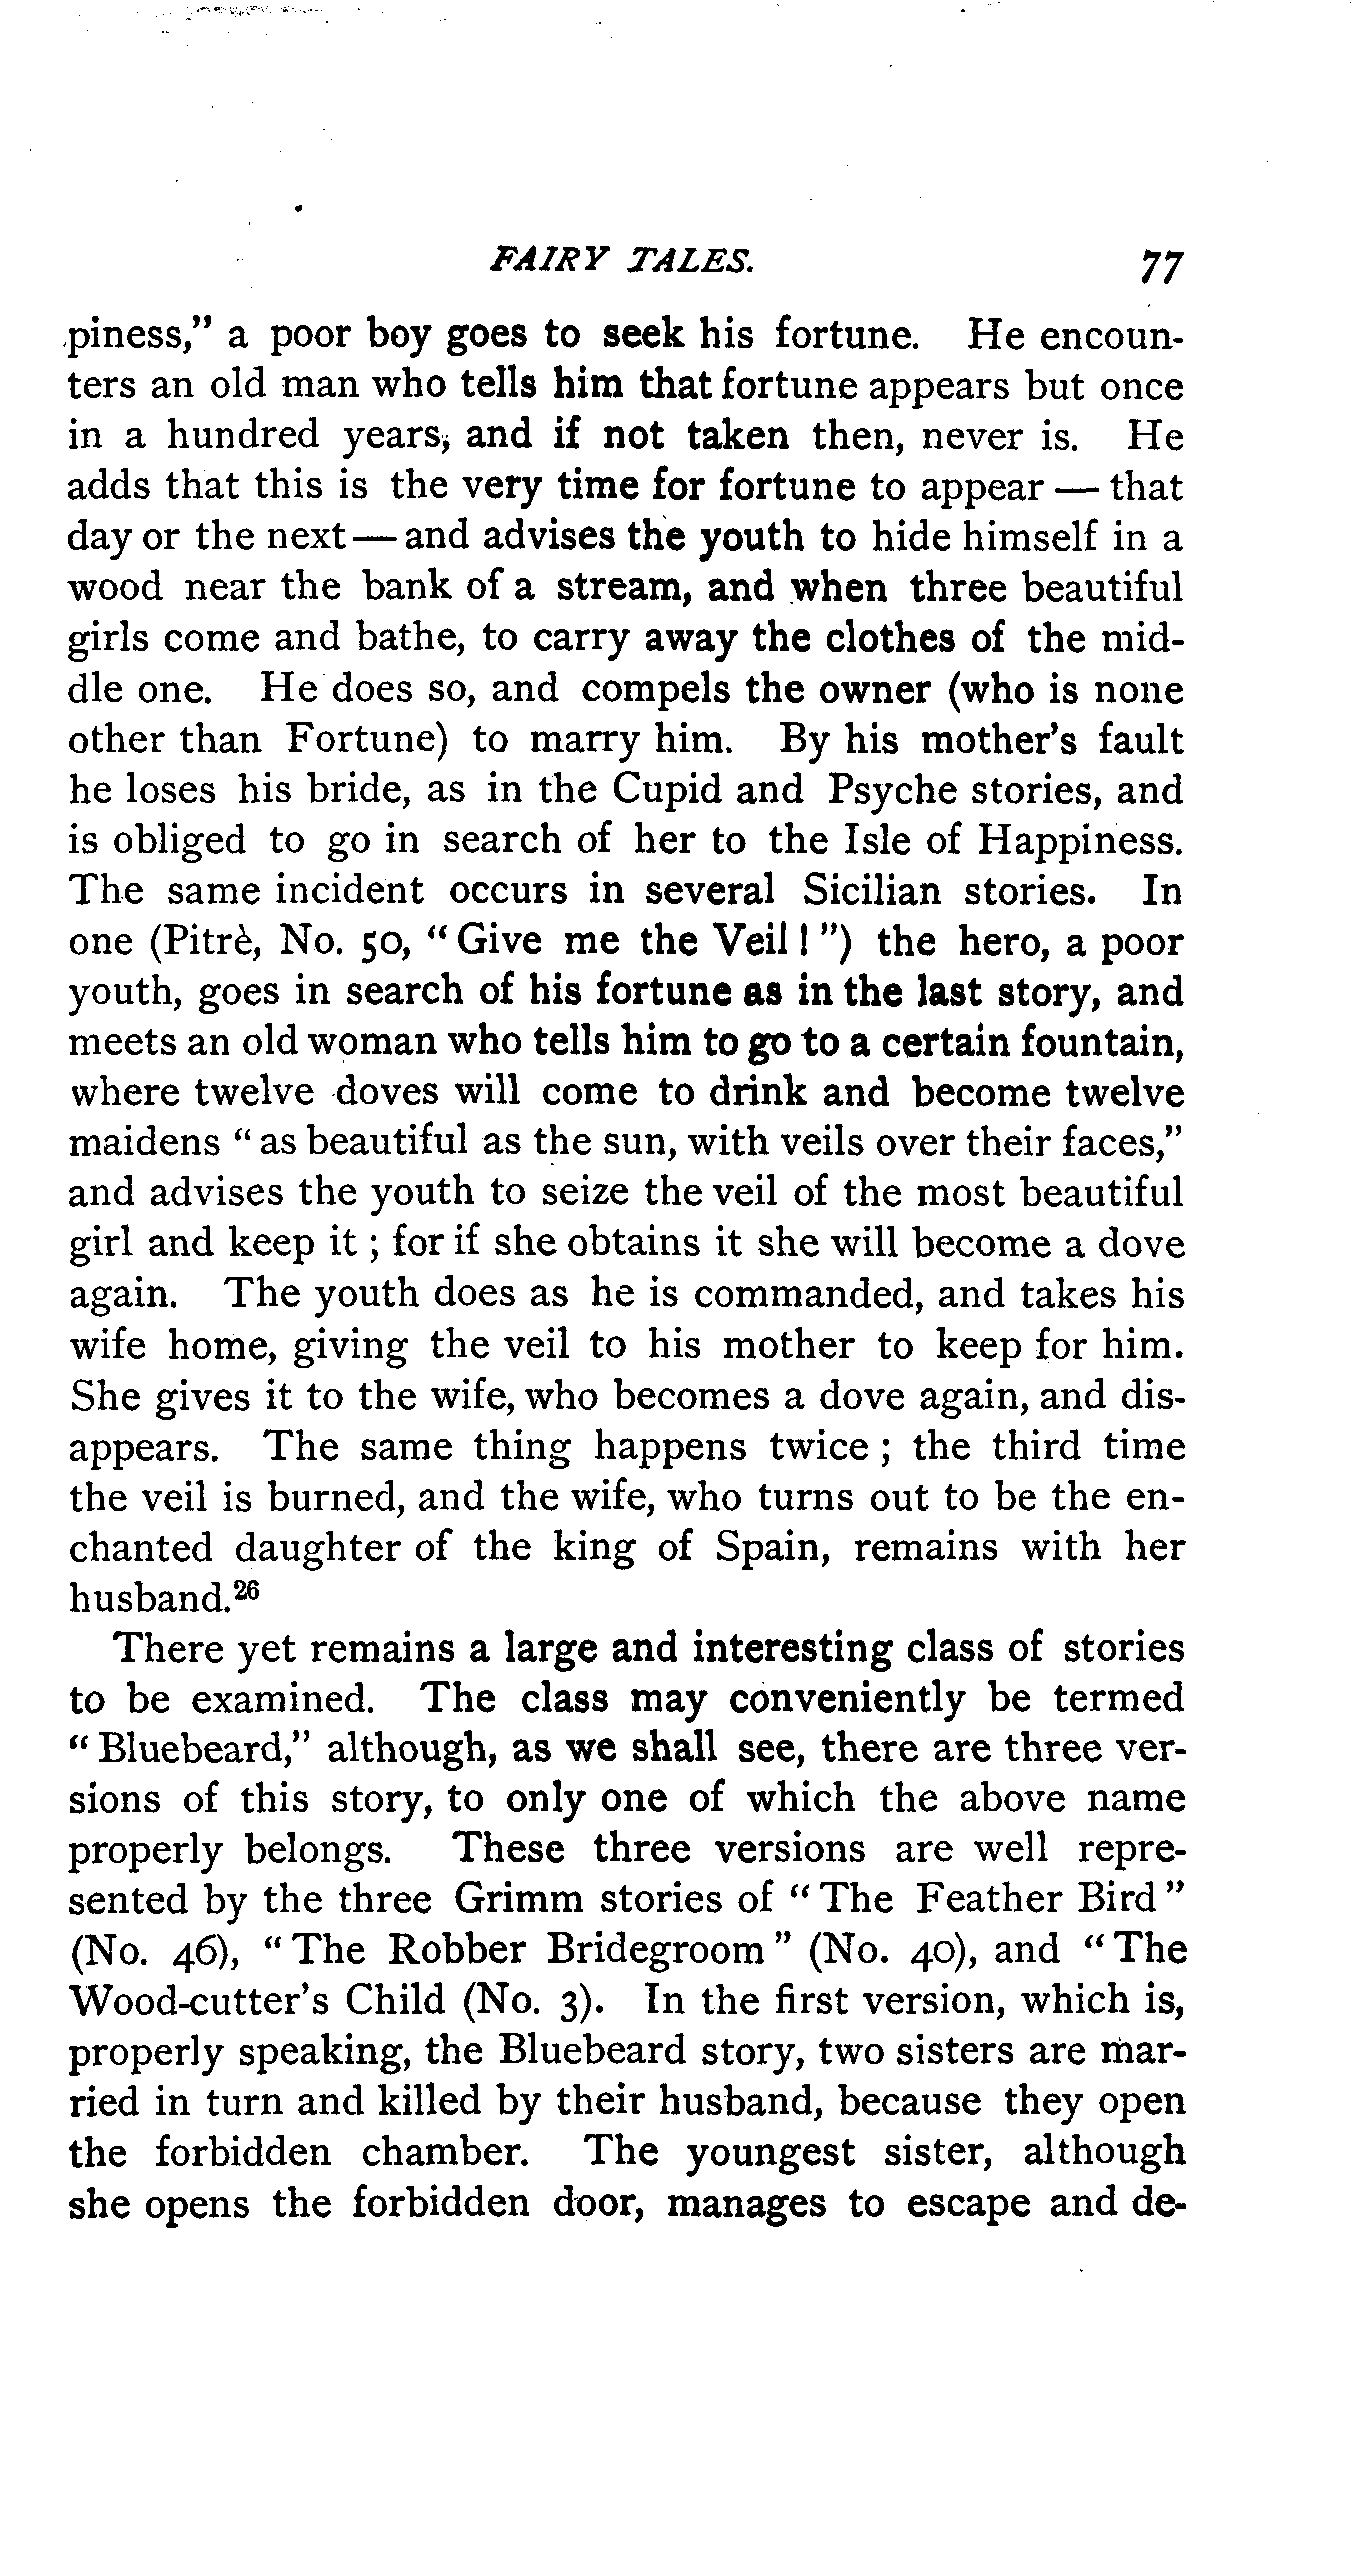 FAIRY TALES. 77
piness," a poor boy goes to seek his fortune. He encoun-
ters an old man who tells him that fortune appears but once
in a hundred years, and if not taken then, never is. He
adds that this is the very time for fortune to appear — that
day or the next — and advises the youth to hide himself in a
wood near the bank of a stream, and when three beautiful
girls come and bathe, to carry away the clothes of the mid-
dle one. He does so, and compels the owner (who is none
other than Fortune) to marry him. By his mother's fault
he loses his bride, as in the Cupid and Psyche stories, and
is obliged to go in search of her to the Isle of Happiness.
The same incident occurs in several Sicilian stories. In
one (Pitrè, No. 50, "Give me the Veil!") the hero, a poor
youth, goes in search of his fortune as in the last story, and
meets an old woman who tells him to go to a certain fountain,
where twelve doves will come to drink and become twelve
maidens "as beautiful as the sun, with veils over their faces,"
and advises the youth to seize the veil of the most beautiful
girl and keep it; for if she obtains it she will become a dove
again. The youth does as he is commanded, and takes his
wife home, giving the veil to his mother to keep for him.
She gives it to the wife, who becomes a dove again, and dis-
appears. The same thing happens twice; the third time
the veil is burned, and the wife, who turns out to be the en-
chanted daughter of the king of Spain, remains with her
husband.²⁶
There yet remains a large and interesting class of stories
to be examined. The class may conveniently be termed
"Bluebeard," although, as we shall see, there are three ver-
sions of this story, to only one of which the above name
properly belongs. These three versions are well repre-
sented by the three Grimm stories of "The Feather Bird"
(No. 46), "The Robber Bridegroom" (No. 40), and "The
Wood-cutter's Child (No. 3). In the first version, which is,
properly speaking, the Bluebeard story, two sisters are mar-
ried in turn and killed by their husband, because they open
the forbidden chamber. The youngest sister, although
she opens the forbidden door, manages to escape and de-